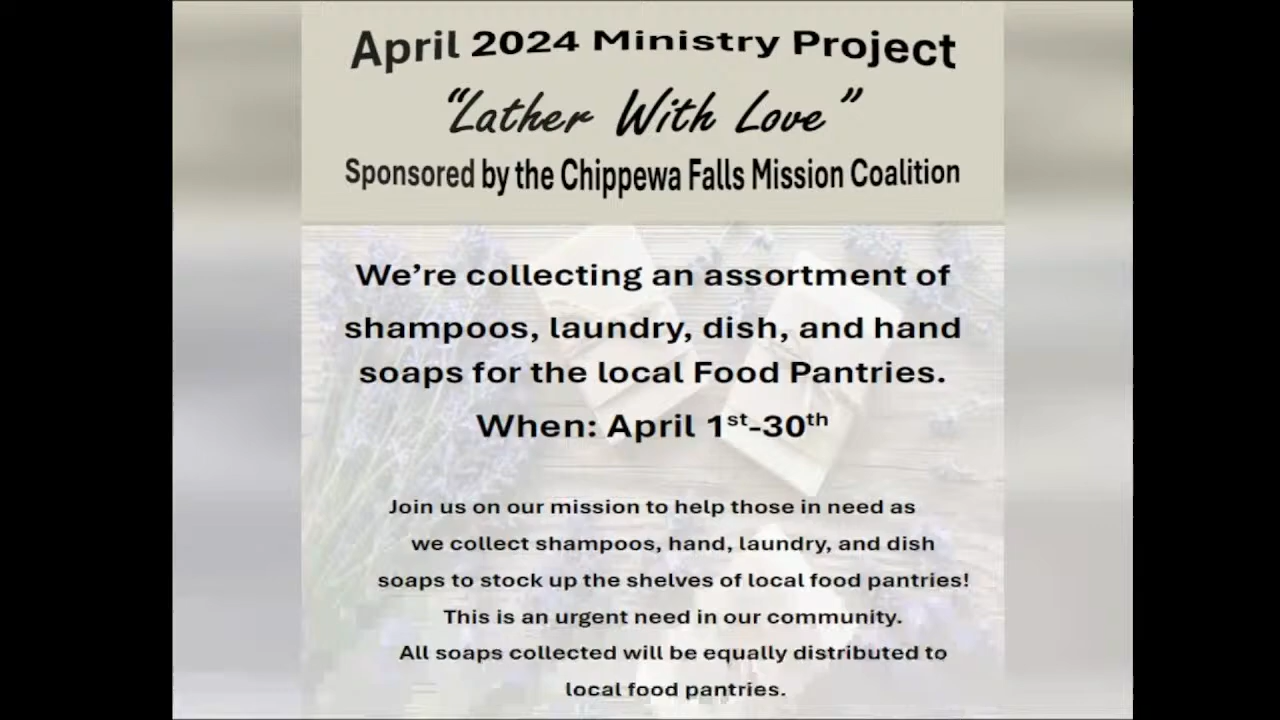 April 2024 Ministry Project
“Lather With Love”
Sponsored by the Chippewa Falls Mission Coalition
We’re collecting an assortment of
shampoos, laundry, dish, and hand
soaps for the local Food Pantries.
When: April 1st-30th
Join us on our mission to help those in need as
we collect shampoos, hand, laundry, and dish
soaps to stock up the shelves of local food pantries!
This is an urgent need in our community.
All soaps collected will be equally distributed to
local food pantries.